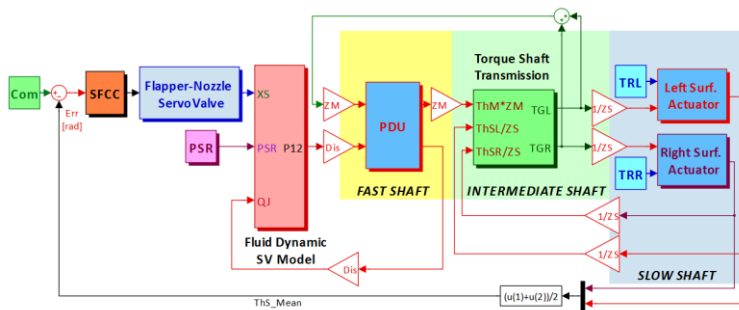 Com
Err
[rad]
SFCC
Flapper-Nozzle
ServoValve
PSR
XS
PSR
P12
QJ
Fluid Dynamic
SV Model
ZM
Dis
PDU
ZM
Dis
FAST SHAFT
Torque Shaft
Transmission
ThM*ZM
TGL
ThSL/ZS
ThSR/ZS
TGR
INTERMEDIATE SHAFT
1/ZS
1/ZS
1/ZS
1/ZS
TRL
Left Surf.
Actuator
Right Surf.
Actuator
TRR
SLOW SHAFT
ThS_Mean
(u(1)+u(2))/2